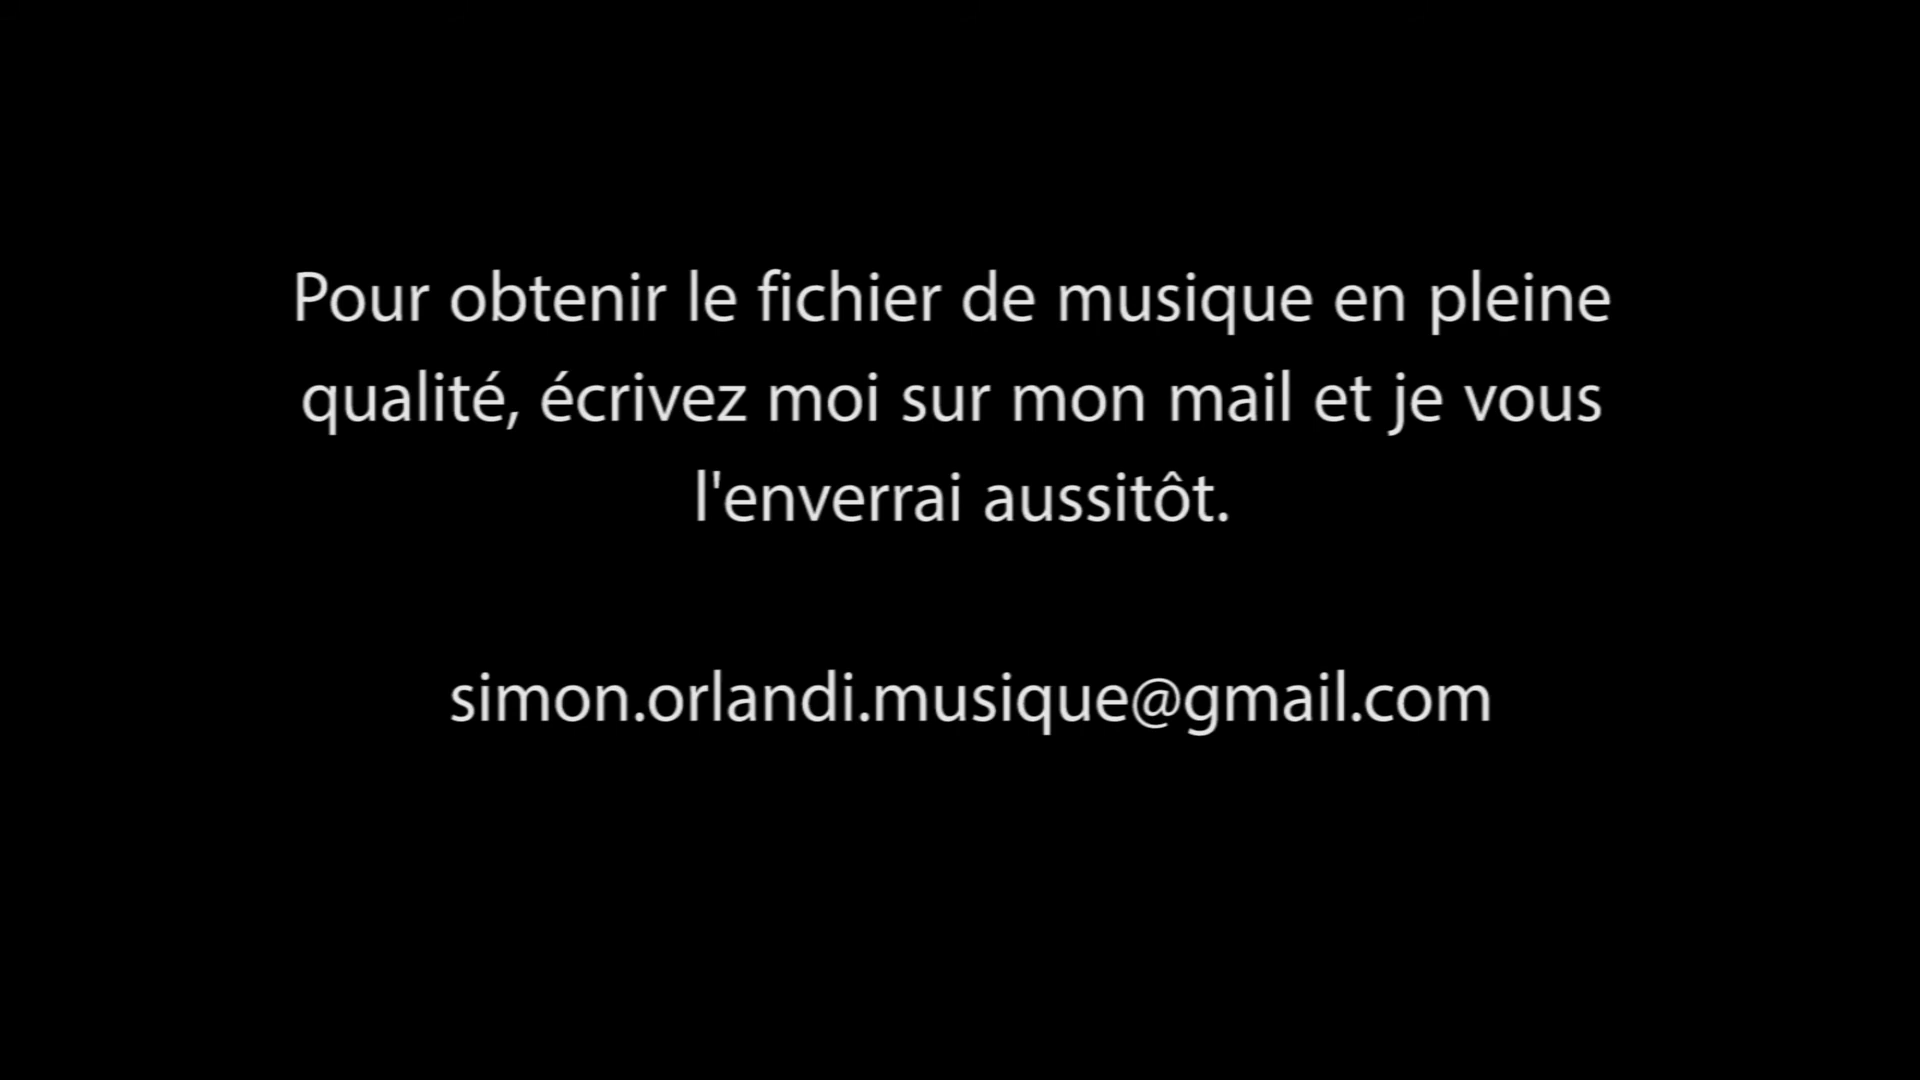 Pour obtenir le fichier de musique en pleine
qualité, écrivez moi sur mon mail et je vous
l'enverrai aussitôt.
simon.orlandi.musique@gmail.com